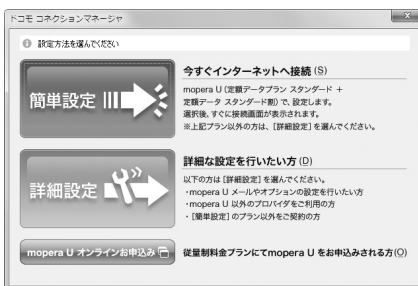 ドコモ コネクションマネージャ
設定方法を選んでください
簡単設定
今すぐインターネットへ接続 (S)
mopera U (定額データプラン スタンダード +
定額データ スタンダード割) で、設定します。
選択後、すぐに接続画面が表示されます。
※上記プラン以外の方は、[詳細設定] を選んでください。
詳細設定
詳細な設定を行いたい方 (D)
以下の方は [詳細設定] を選んでください。
・mopera U メールやオプションの設定を行いたい方
・mopera U 以外のプロバイダをご利用の方
・[簡単設定] のプラン以外をご契約の方
mopera U オンラインお申込み
従量制料金プランにてmopera U をお申込みされる方(O)